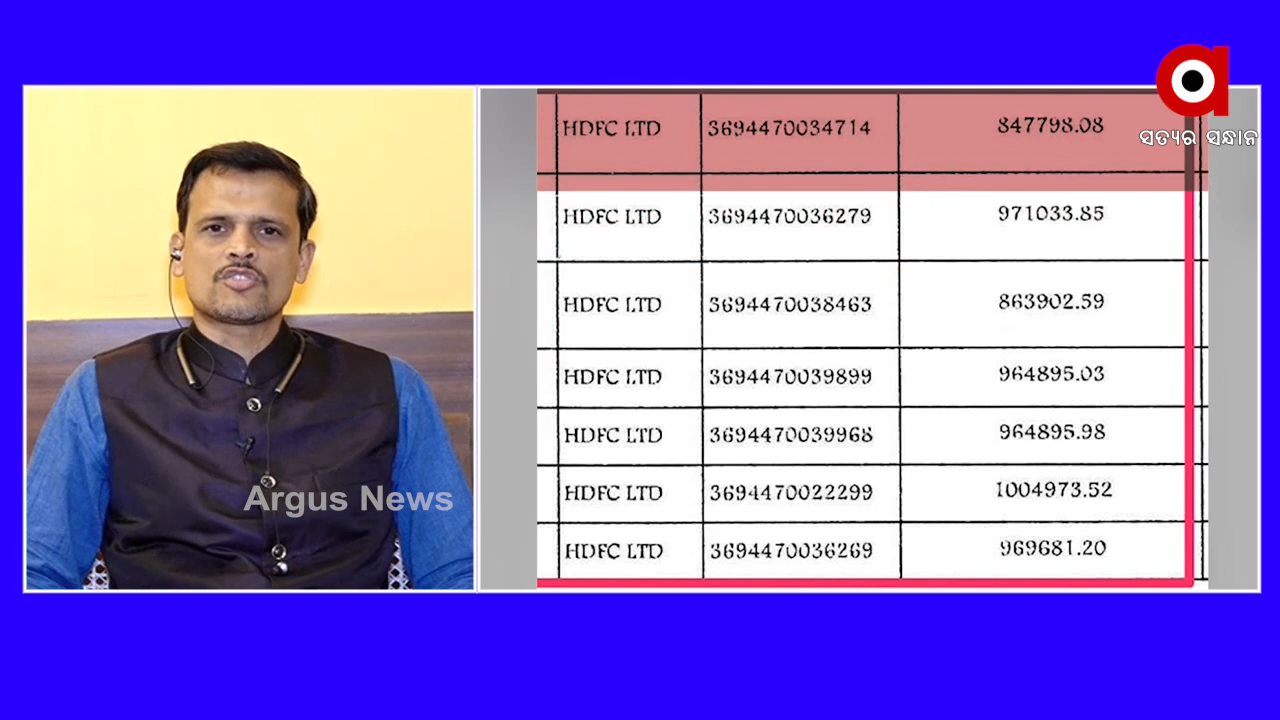 ସତ୍ୟର ସନ୍ଧାନ
HDFC LTD 3694470034714 847798.08
HDFC LTD 3694470036279 971033.85
HDFC LTD 3694470038463 863902.59
HDFC LTD 3694470039899 964895.03
HDFC LTD 3694470039968 964895.98
HDFC LTD 3694470022299 1004973.52
HDFC LTD 3694470036269 969681.20
Argus News